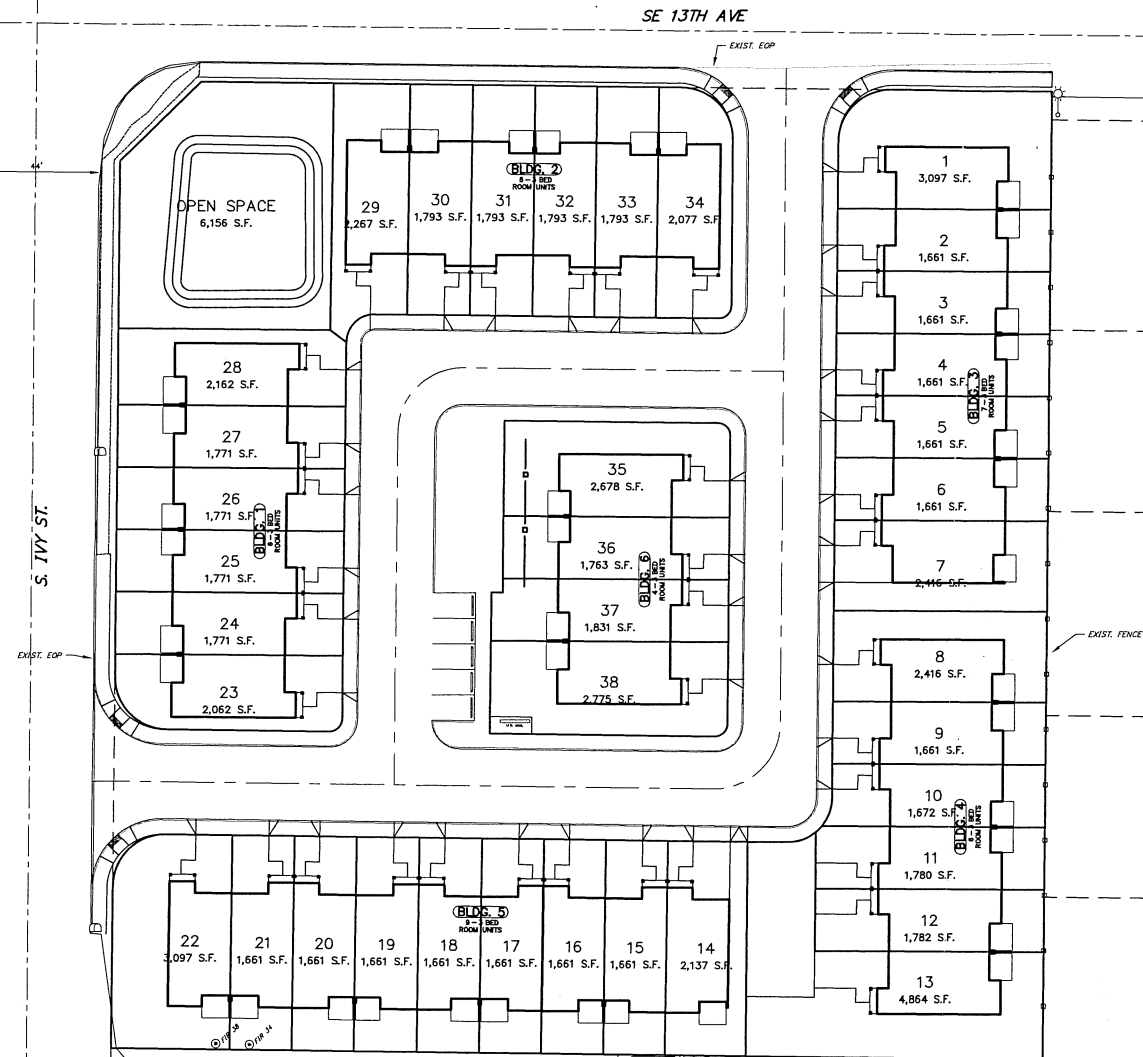 SE 13TH AVE
EXIST. EOP
44'
OPEN SPACE
6,156 S.F.
BLDG. 2
6 - 3 BED
ROOM UNITS
29
2,267 S.F.
30
1,793 S.F.
31
1,793 S.F.
32
1,793 S.F.
33
1,793 S.F.
34
2,077 S.F.
1
3,097 S.F.
2
1,661 S.F.
3
1,661 S.F.
4
1,661 S.F.
BLDG. 3
7 - 3 BED
ROOM UNITS
5
1,661 S.F.
6
1,661 S.F.
7
2,416 S.F.
28
2,162 S.F.
27
1,771 S.F.
26
1,771 S.F.
BLDG. 1
6 - 3 BED
ROOM UNITS
25
1,771 S.F.
24
1,771 S.F.
23
2,062 S.F.
S. IVY ST.
EXIST. EOP
35
2,678 S.F.
36
1,763 S.F.
BLDG. 6
4 - 3 BED
ROOM UNITS
37
1,831 S.F.
38
2,775 S.F.
U.S. MAIL
EXIST. FENCE
8
2,416 S.F.
9
1,661 S.F.
10
1,672 S.F.
BLDG. 4
6 - 3 BED
ROOM UNITS
11
1,780 S.F.
12
1,782 S.F.
13
4,864 S.F.
BLDG. 5
9 - 3 BED
ROOM UNITS
22
3,097 S.F.
21
1,661 S.F.
20
1,661 S.F.
19
1,661 S.F.
18
1,661 S.F.
17
1,661 S.F.
16
1,661 S.F.
15
1,661 S.F.
14
2,137 S.F.
FIR 38
FIR 34